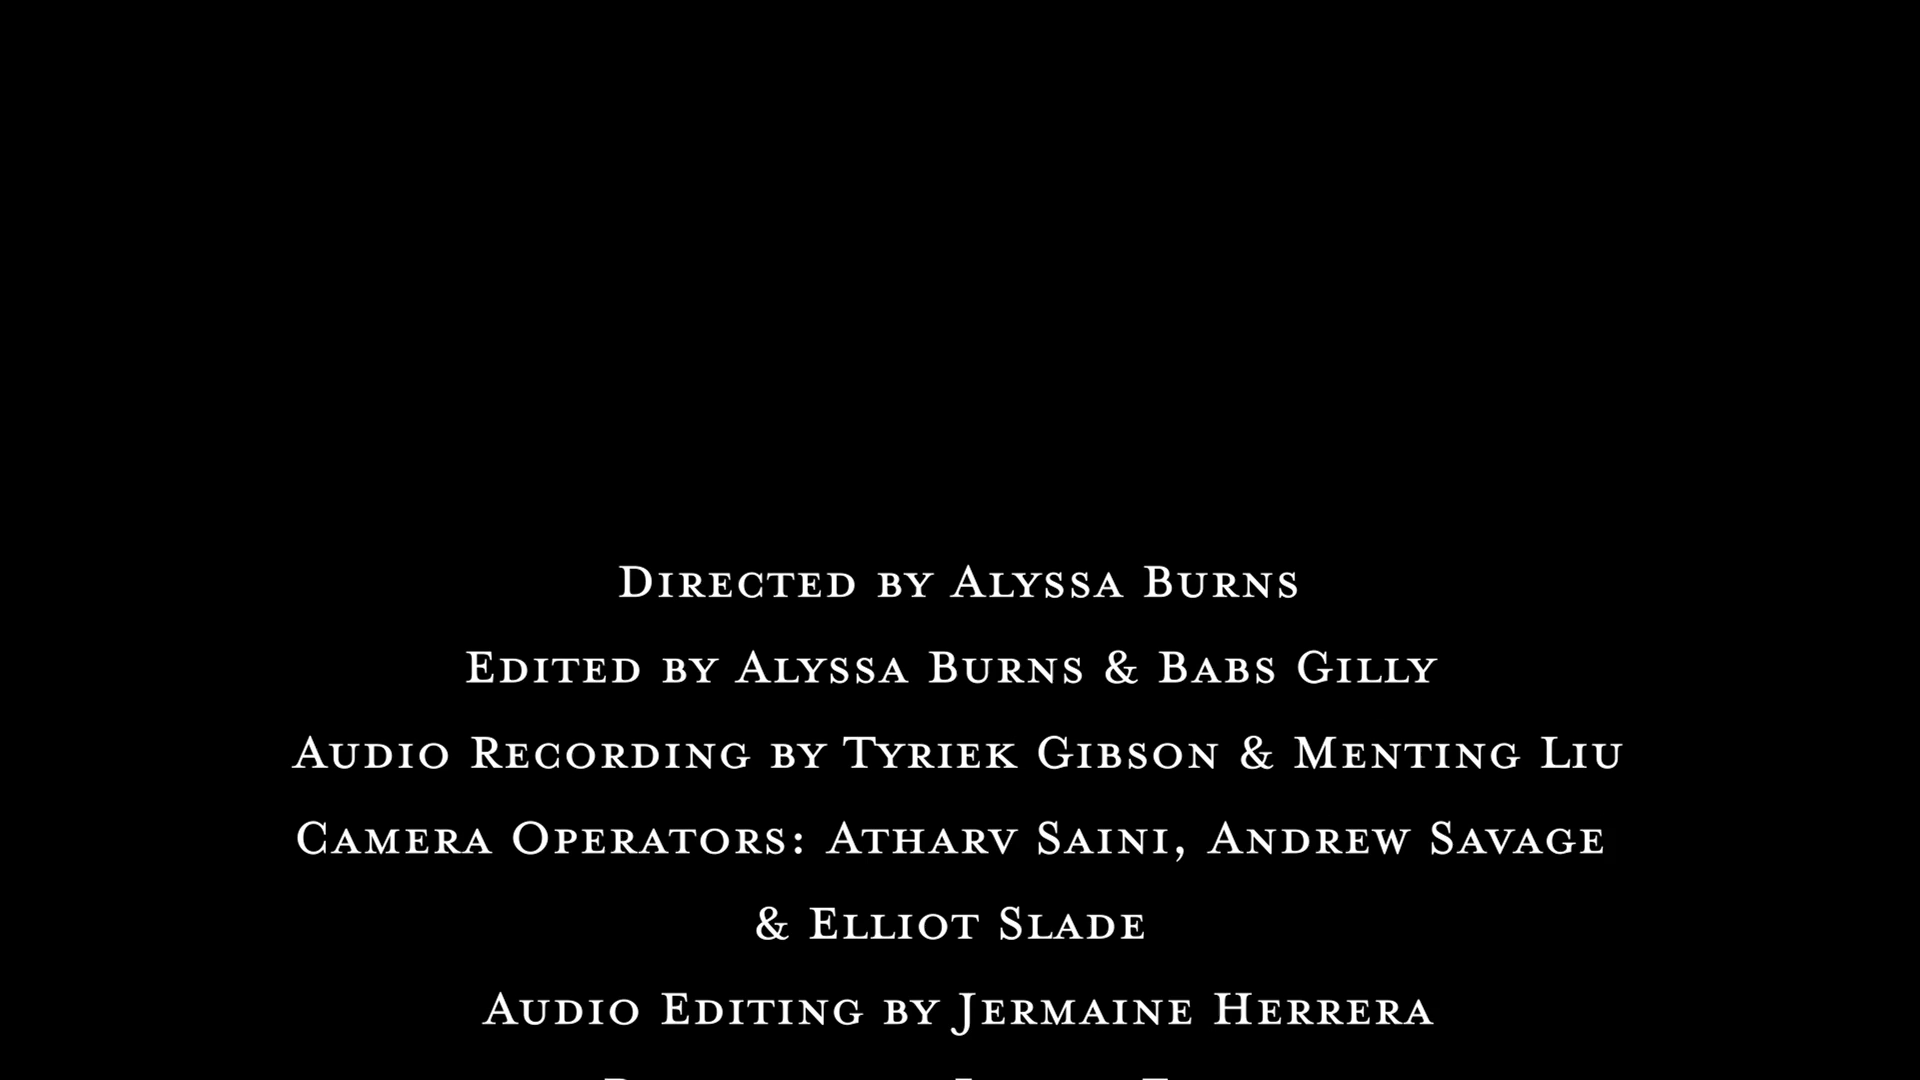 Directed by Alyssa Burns
Edited by Alyssa Burns & Babs Gilly
Audio Recording by Tyriek Gibson & Menting Liu
Camera Operators: Atharv Saini, Andrew Savage
& Elliot Slade
Audio Editing by Jermaine Herrera